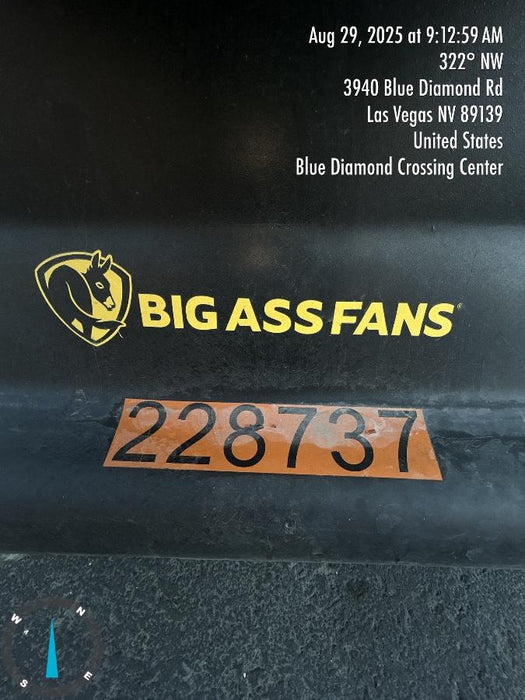 Aug 29, 2025 at 9:12:59 AM
322° NW
3940 Blue Diamond Rd
Las Vegas NV 89139
United States
Blue Diamond Crossing Center
BIG ASS FANS®
228737
W N
S E